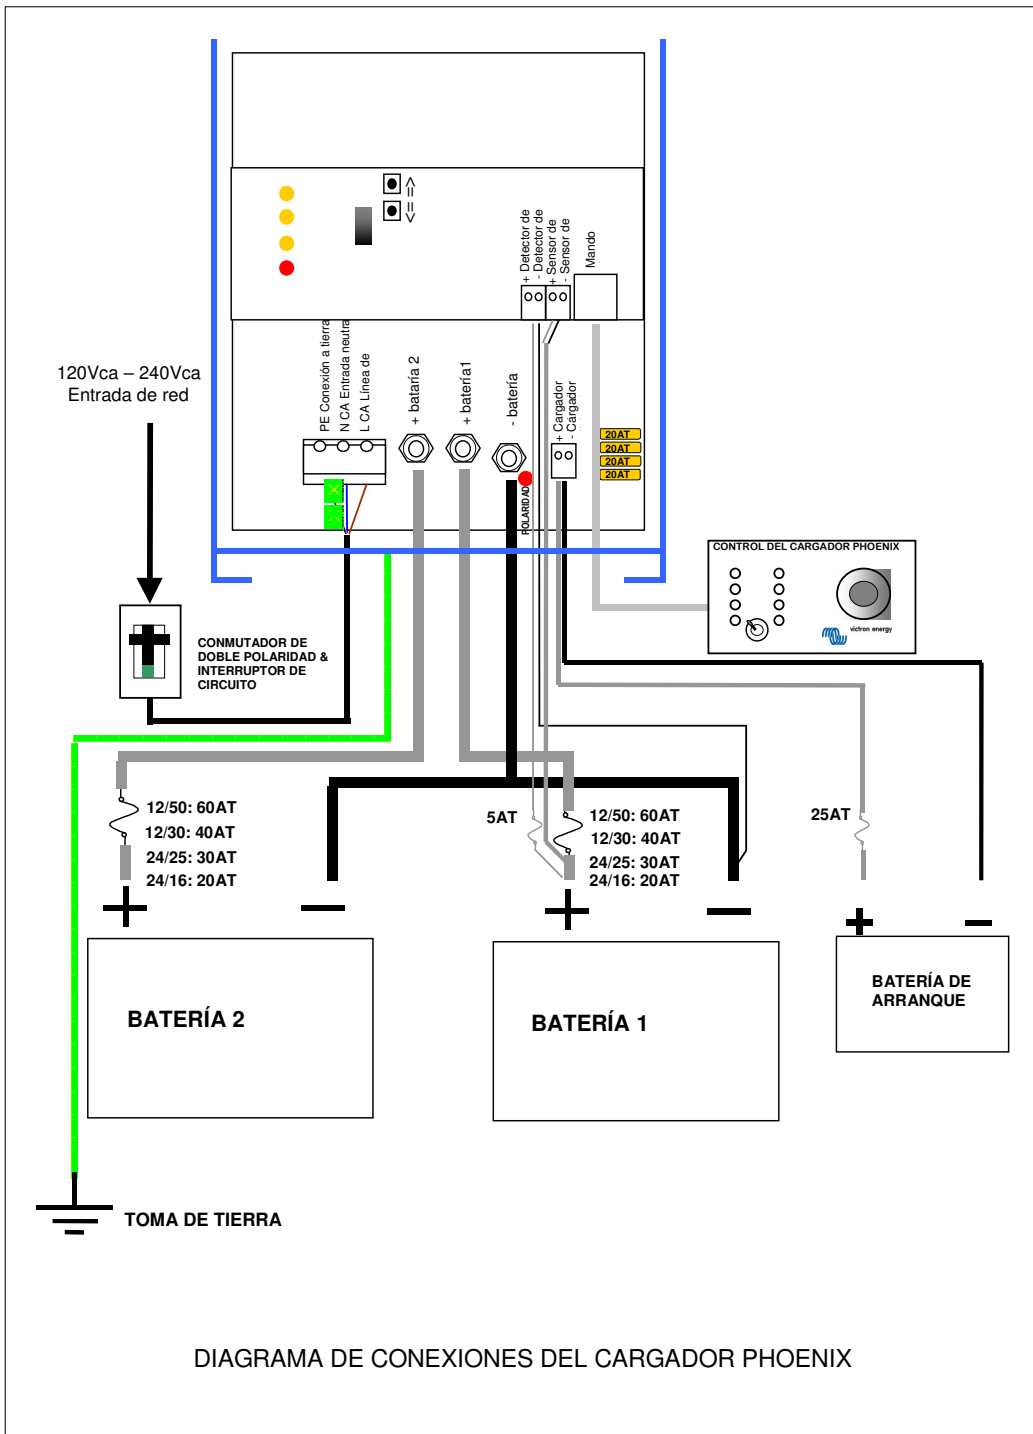 <= =>
+ Detector de
- Detector de
+ Sensor de
- Sensor de
Mando
PE Conexión a tierra
N CA Entrada neutra
L CA Línea de
+ bataría 2
+ batería1
- batería
+ Cargador
- Cargador
20AT
20AT
20AT
20AT
POLARIDAD
120Vca – 240Vca
Entrada de red
CONTROL DEL CARGADOR PHOENIX
victron energy
CONMUTADOR DE
DOBLE POLARIDAD &
INTERRUPTOR DE
CIRCUITO
12/50: 60AT
12/30: 40AT
24/25: 30AT
24/16: 20AT
5AT
12/50: 60AT
12/30: 40AT
24/25: 30AT
24/16: 20AT
25AT
+ −
+ −
+ −
BATERÍA 2
BATERÍA 1
BATERÍA DE
ARRANQUE
TOMA DE TIERRA
DIAGRAMA DE CONEXIONES DEL CARGADOR PHOENIX